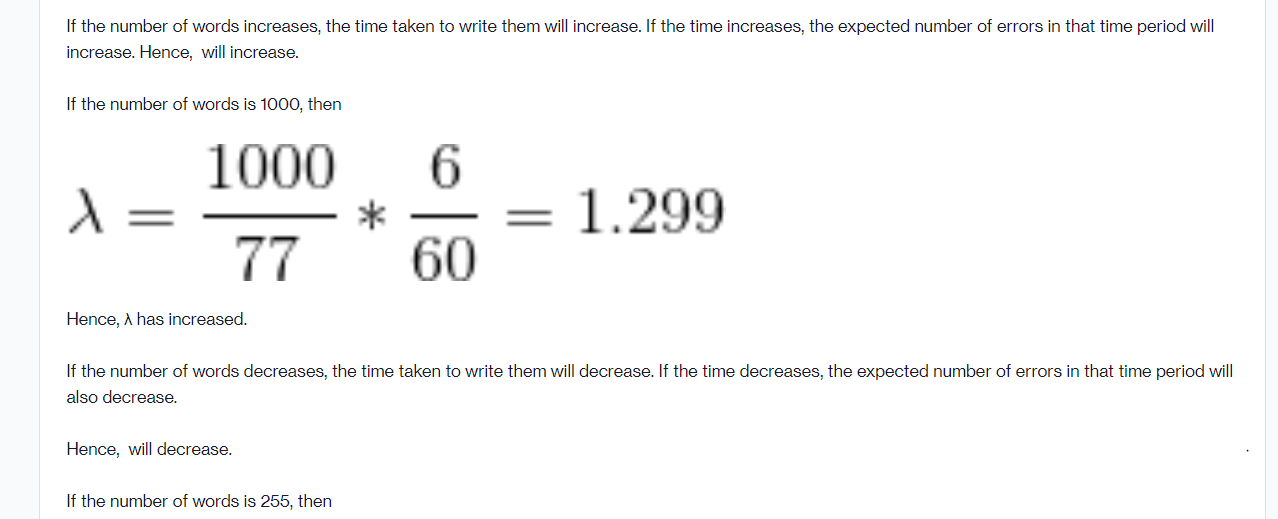 If the number of words increases, the time taken to write them will increase. If the time increases, the expected number of errors in that time period will
increase. Hence,  will increase.
If the number of words is 1000, then
λ = 1000/77 * 6/60 = 1.299
Hence, λ has increased.
If the number of words decreases, the time taken to write them will decrease. If the time decreases, the expected number of errors in that time period will
also decrease.
Hence,  will decrease.
If the number of words is 255, then